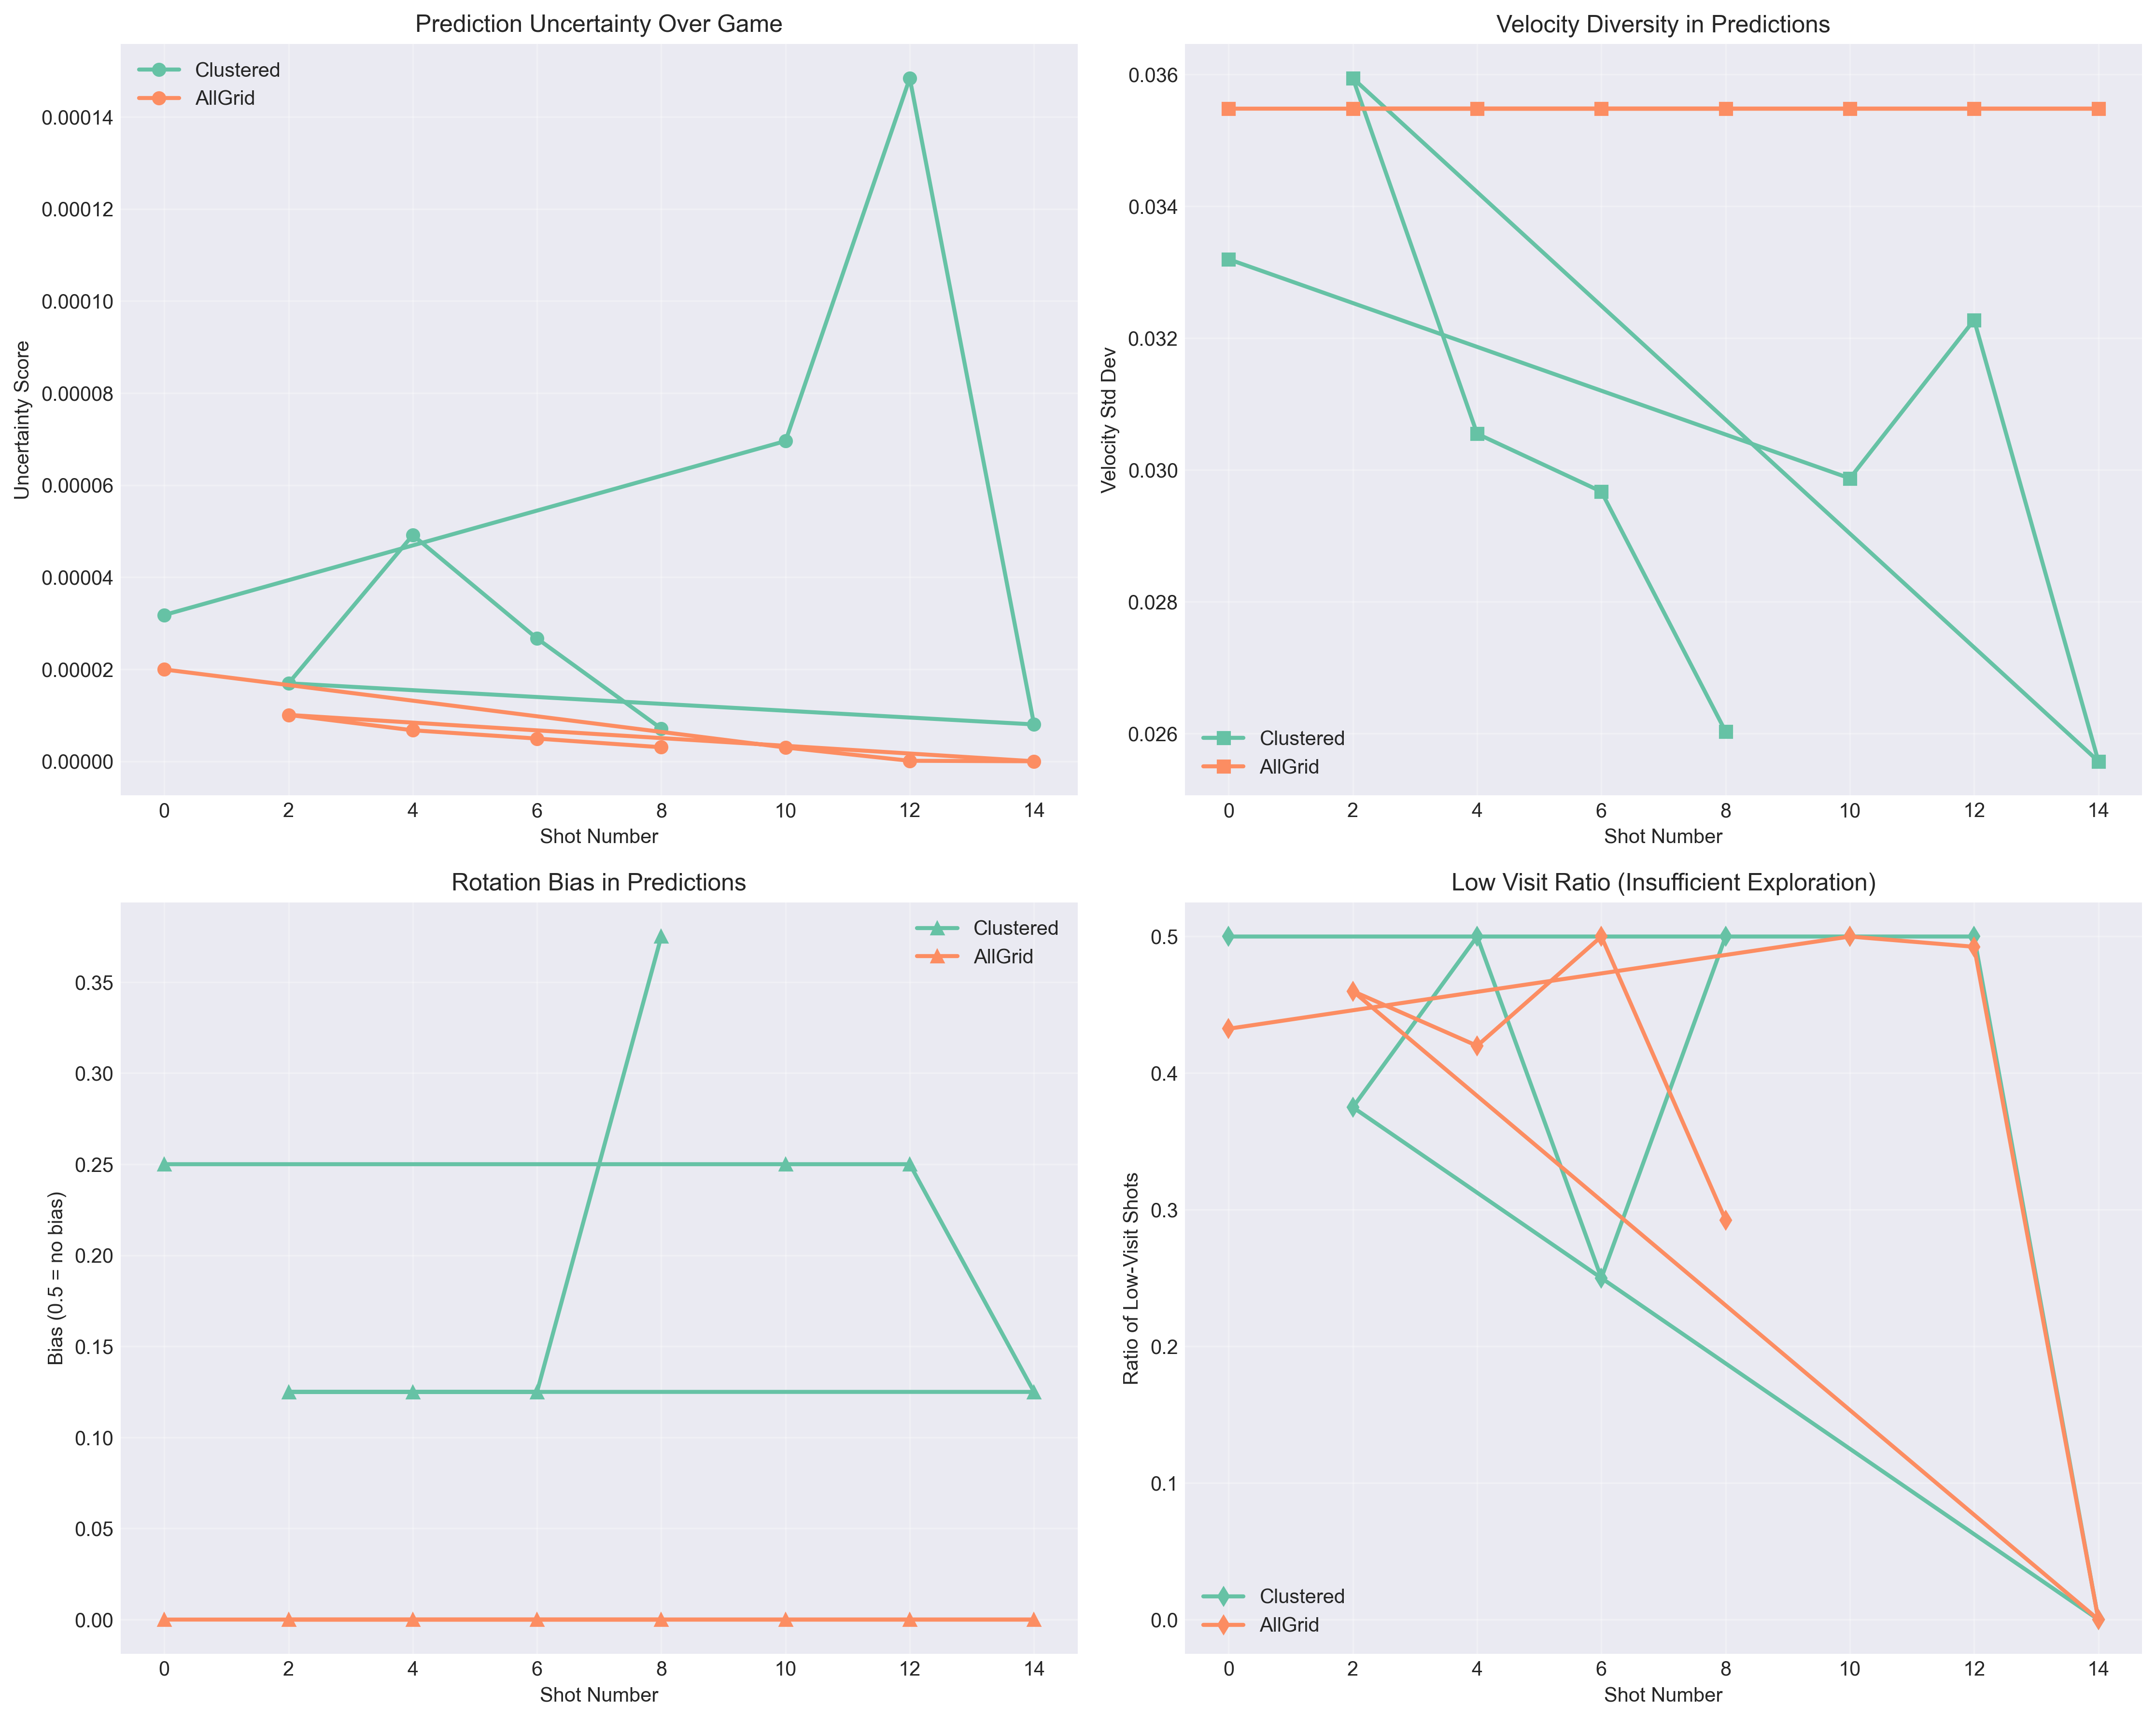 Prediction Uncertainty Over Game
Clustered
AllGrid
0.00014
0.00012
0.00010
0.00008
0.00006
0.00004
0.00002
0.00000
Uncertainty Score
0 2 4 6 8 10 12 14
Shot Number
Velocity Diversity in Predictions
0.036
0.034
0.032
0.030
0.028
0.026
Velocity Std Dev
Clustered
AllGrid
0 2 4 6 8 10 12 14
Shot Number
Rotation Bias in Predictions
Clustered
AllGrid
0.35
0.30
0.25
0.20
0.15
0.10
0.05
0.00
Bias (0.5 = no bias)
0 2 4 6 8 10 12 14
Shot Number
Low Visit Ratio (Insufficient Exploration)
0.5
0.4
0.3
0.2
0.1
0.0
Ratio of Low-Visit Shots
Clustered
AllGrid
0 2 4 6 8 10 12 14
Shot Number